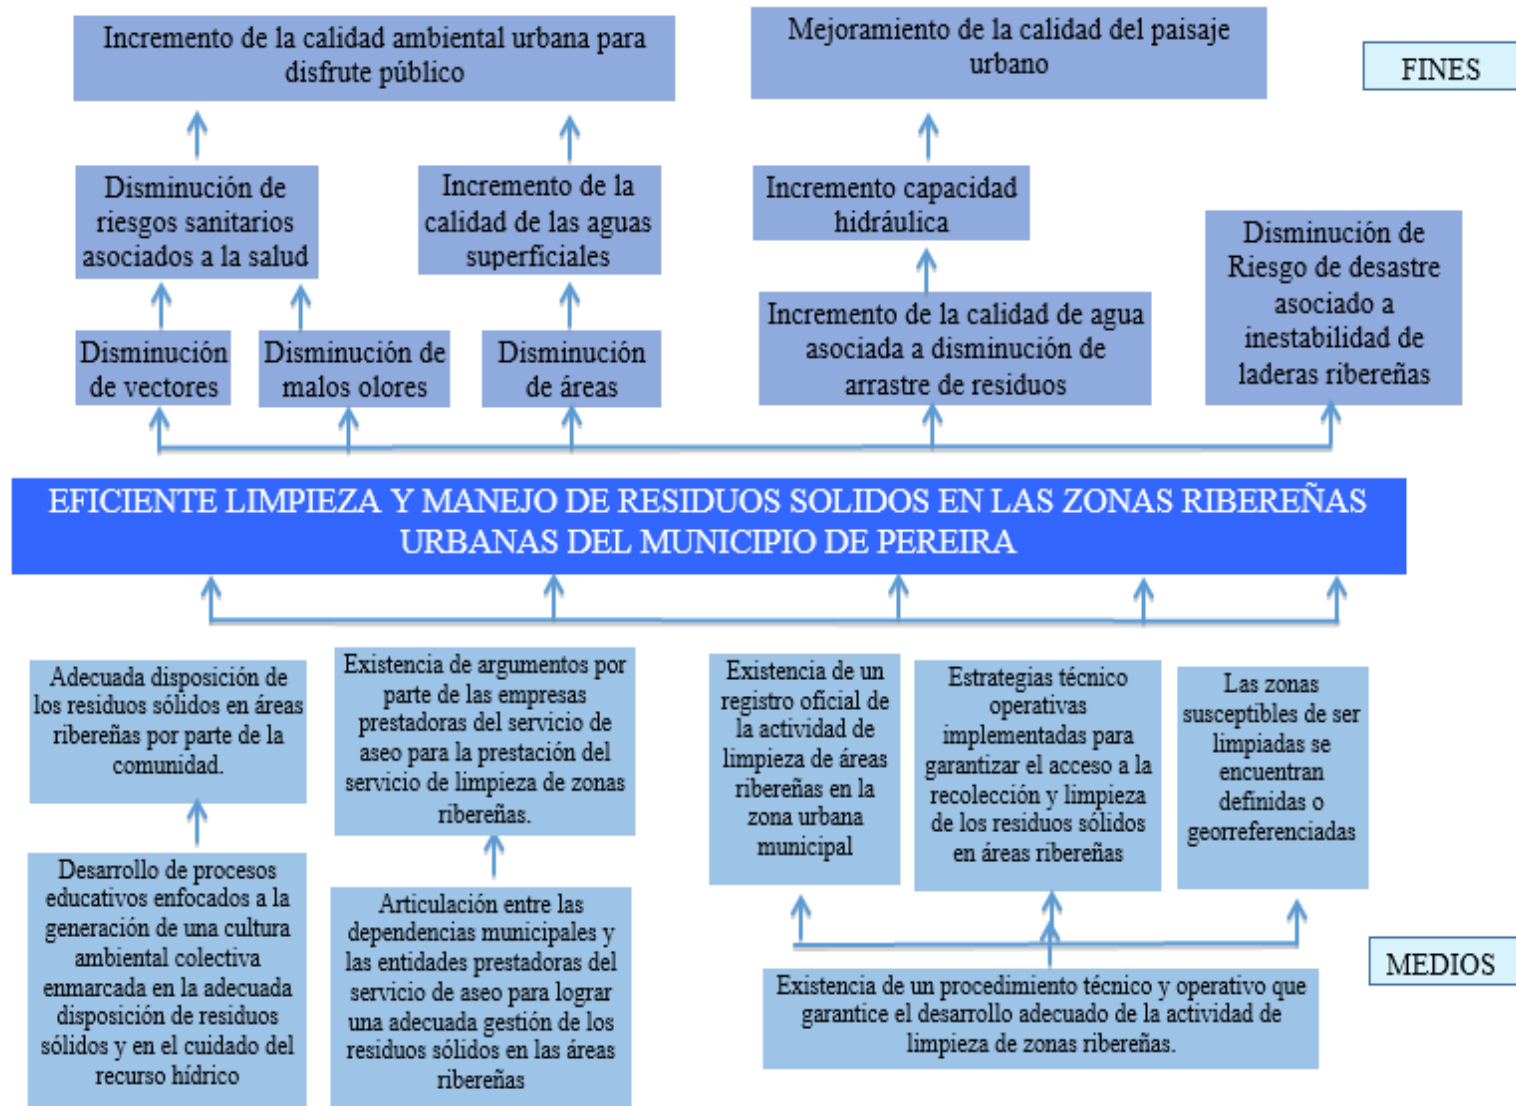 Incremento de la calidad ambiental urbana para
disfrute público
Mejoramiento de la calidad del paisaje
urbano
FINES
Disminución de
riesgos sanitarios
asociados a la salud
Incremento de la
calidad de las aguas
superficiales
Incremento capacidad
hidráulica
Disminución de
Riesgo de desastre
asociado a
inestabilidad de
laderas ribereñas
Disminución
de vectores
Disminución de
malos olores
Disminución
de áreas
Incremento de la calidad de agua
asociada a disminución de
arrastre de residuos
EFICIENTE LIMPIEZA Y MANEJO DE RESIDUOS SOLIDOS EN LAS ZONAS RIBEREÑAS
URBANAS DEL MUNICIPIO DE PEREIRA
Adecuada disposición de
los residuos sólidos en áreas
ribereñas por parte de la
comunidad.
Existencia de argumentos por
parte de las empresas
prestadoras del servicio de
aseo para la prestación del
servicio de limpieza de zonas
ribereñas.
Existencia de un
registro oficial de
la actividad de
limpieza de áreas
ribereñas en la
zona urbana
municipal
Estrategias técnico
operativas
implementadas para
garantizar el acceso a la
recolección y limpieza
de los residuos sólidos
en áreas ribereñas
Las zonas
susceptibles de ser
limpiadas se
encuentran
definidas o
georreferenciadas
Desarrollo de procesos
educativos enfocados a la
generación de una cultura
ambiental colectiva
enmarcada en la adecuada
disposición de residuos
sólidos y en el cuidado del
recurso hídrico
Articulación entre las
dependencias municipales y
las entidades prestadoras del
servicio de aseo para lograr
una adecuada gestión de los
residuos sólidos en las áreas
ribereñas
Existencia de un procedimiento técnico y operativo que
garantice el desarrollo adecuado de la actividad de
limpieza de zonas ribereñas.
MEDIOS